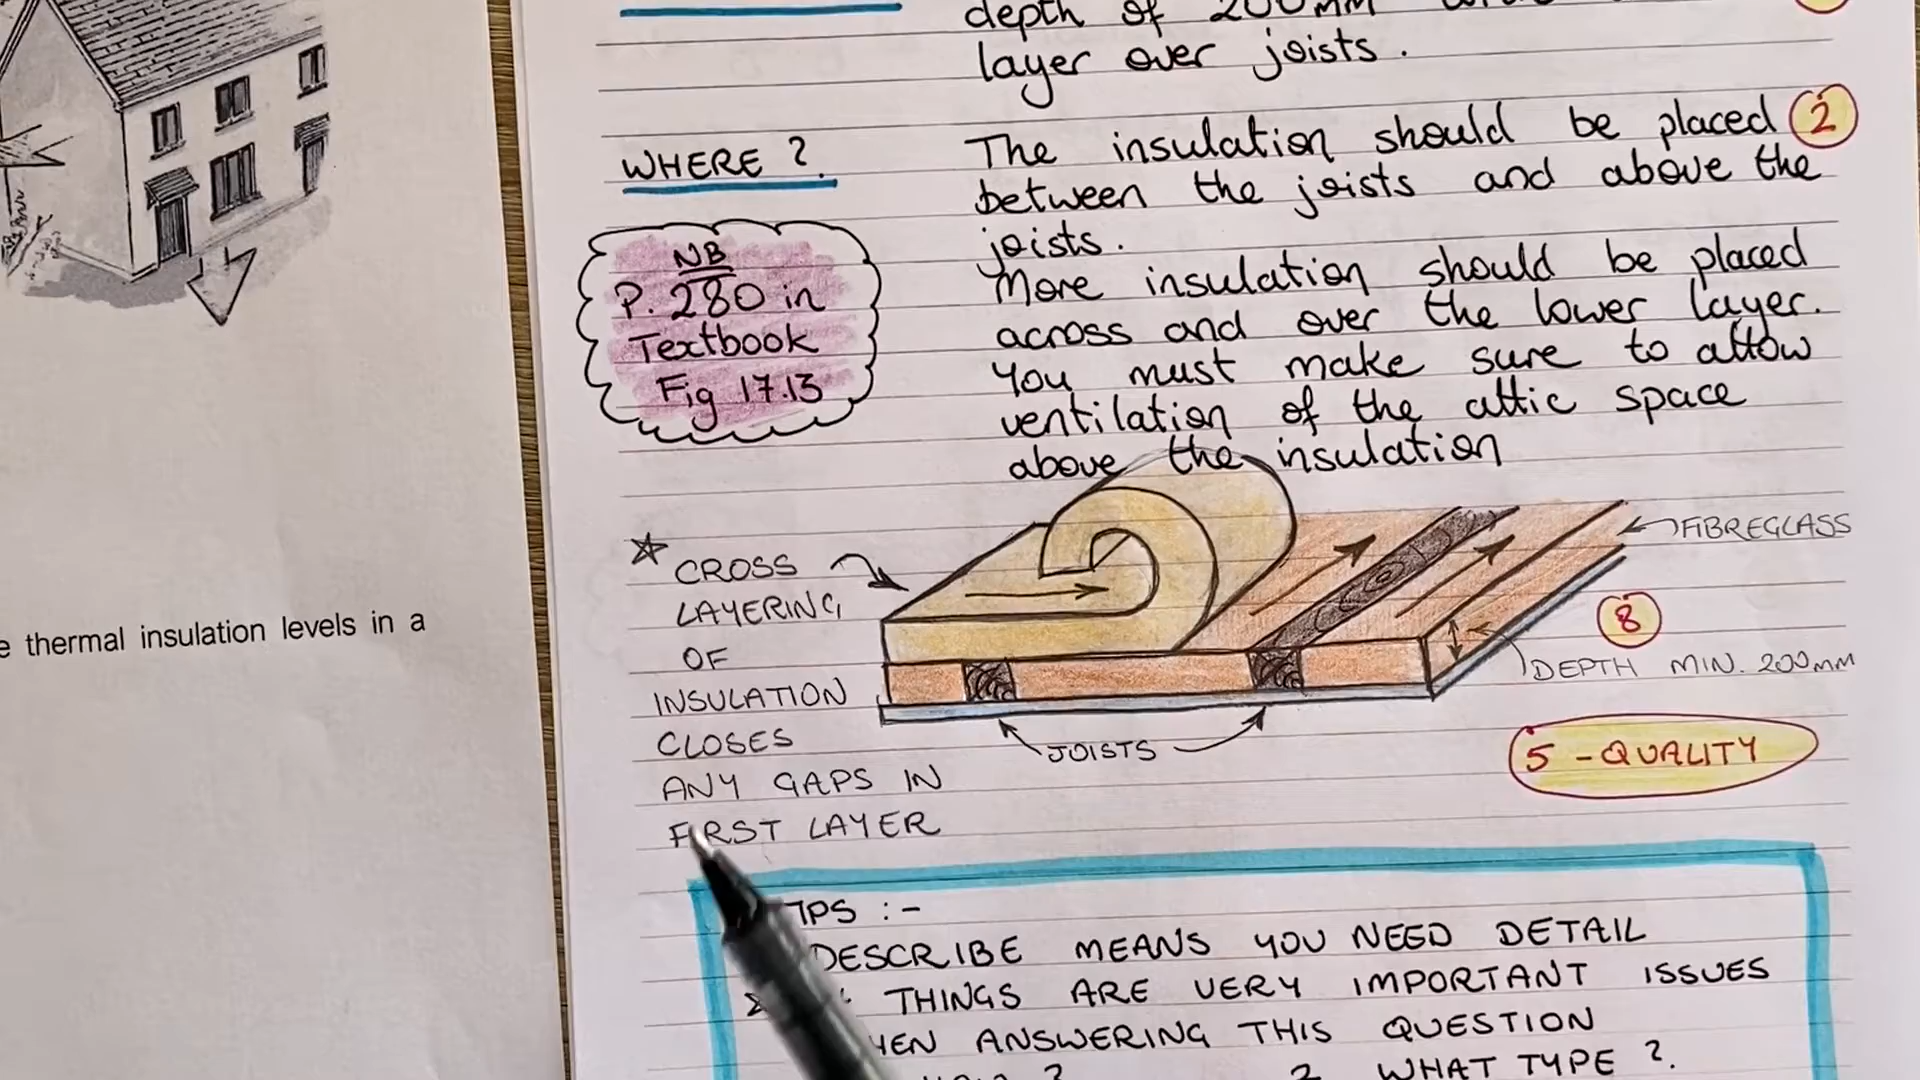 depth of 200MM
layer over joists.
WHERE ?
The insulation should be placed 2
between the joists and above the
joists.
More insulation should be placed
across and over the lower layer.
You must make sure to allow
ventilation of the attic space
above the insulation
NB
P. 280 in
Textbook
Fig 17.13
e thermal insulation levels in a
CROSS
LAYERING
OF
INSULATION
CLOSES
ANY GAPS IN
FIRST LAYER
FIBREGLASS
8
DEPTH MIN. 200MM
JOISTS
5 - QUALITY
IPS :-
DESCRIBE MEANS YOU NEED DETAIL
THINGS ARE VERY IMPORTANT ISSUES
HEN ANSWERING THIS QUESTION
? 2 WHAT TYPE ?.